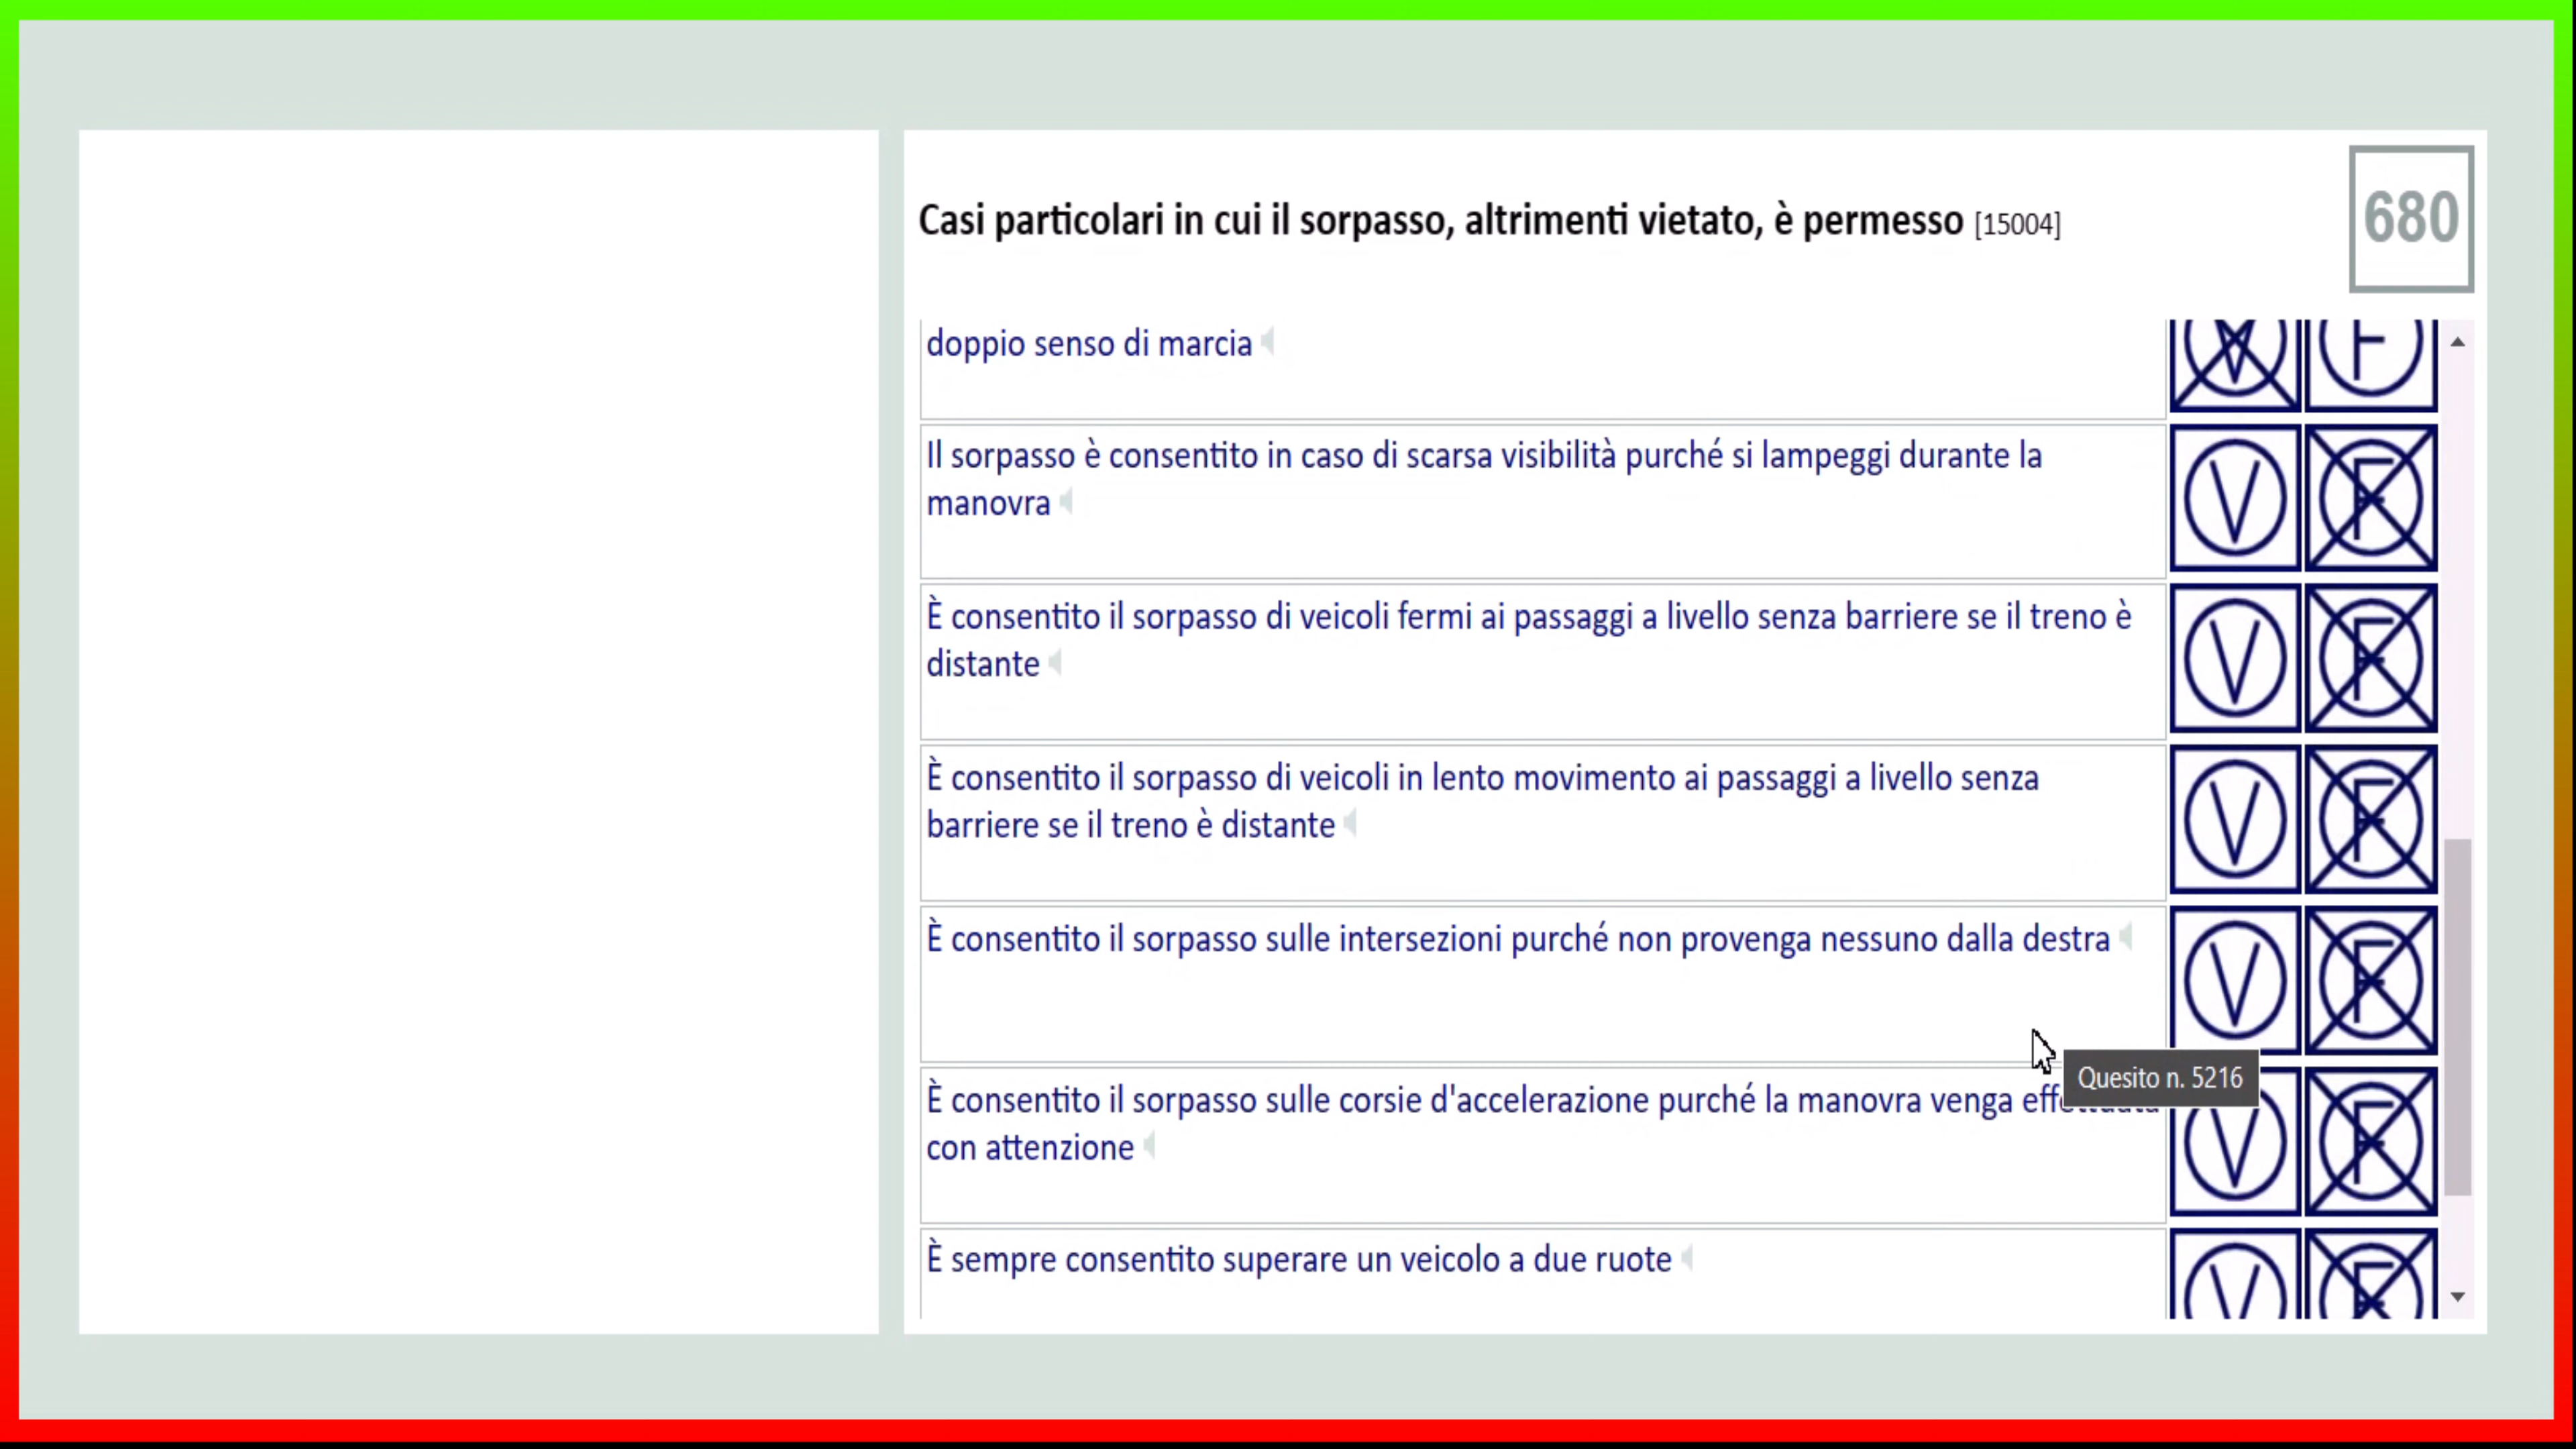 Casi particolari in cui il sorpasso, altrimenti vietato, è permesso [15004]
680
doppio senso di marcia
V F
Il sorpasso è consentito in caso di scarsa visibilità purché si lampeggi durante la
manovra
V F
È consentito il sorpasso di veicoli fermi ai passaggi a livello senza barriere se il treno è
distante
V F
È consentito il sorpasso di veicoli in lento movimento ai passaggi a livello senza
barriere se il treno è distante
V F
È consentito il sorpasso sulle intersezioni purché non provenga nessuno dalla destra
V F
Quesito n. 5216
È consentito il sorpasso sulle corsie d'accelerazione purché la manovra venga
con attenzione
V F
È sempre consentito superare un veicolo a due ruote
V F